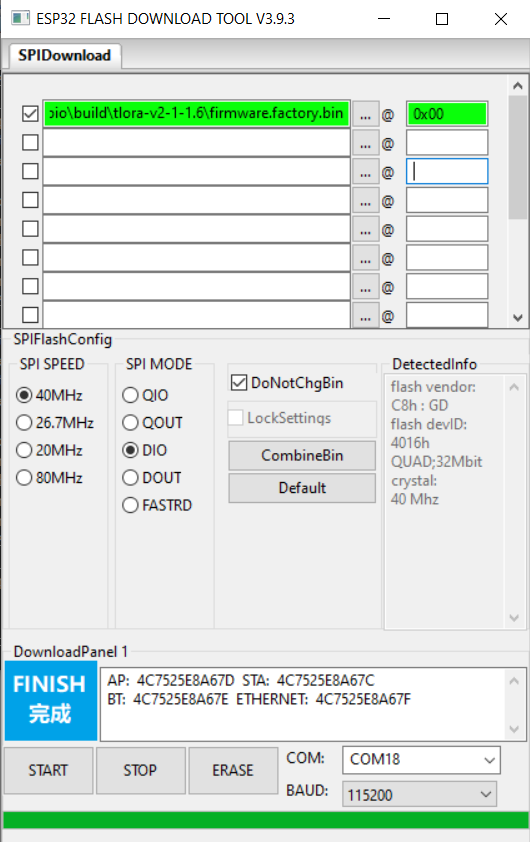 ESP32 FLASH DOWNLOAD TOOL V3.9.3
SPIDownload
pio\build\tlora-v2-1-1.6\firmware.factory.bin ... @ 0x00
... @
... @
... @
... @
... @
... @
... @
SPIFlashConfig
SPI SPEED
40MHz
26.7MHz
20MHz
80MHz
SPI MODE
QIO
QOUT
DIO
DOUT
FASTRD
DoNotChgBin
LockSettings
CombineBin
Default
DetectedInfo
flash vendor:
C8h : GD
flash devID:
4016h
QUAD;32Mbit
crystal:
40 Mhz
DownloadPanel 1
FINISH
完成
AP: 4C7525E8A67D STA: 4C7525E8A67C
BT: 4C7525E8A67E ETHERNET: 4C7525E8A67F
START
STOP
ERASE
COM: COM18
BAUD: 115200